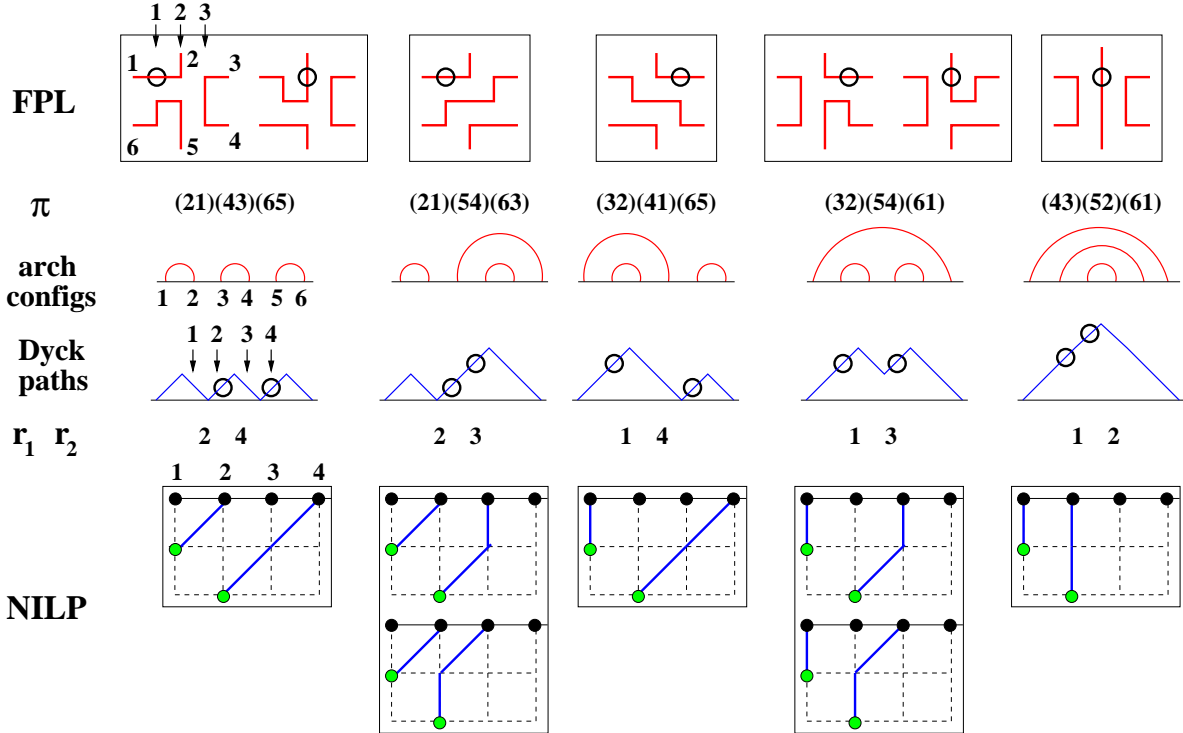 1 2 3
1 2 3
FPL
6 5 4
π (21)(43)(65) (21)(54)(63) (32)(41)(65) (32)(54)(61) (43)(52)(61)
arch
configs
1 2 3 4 5 6
1 2 3 4
Dyck
paths
r1 r2 2 4 2 3 1 4 1 3 1 2
1 2 3 4
NILP